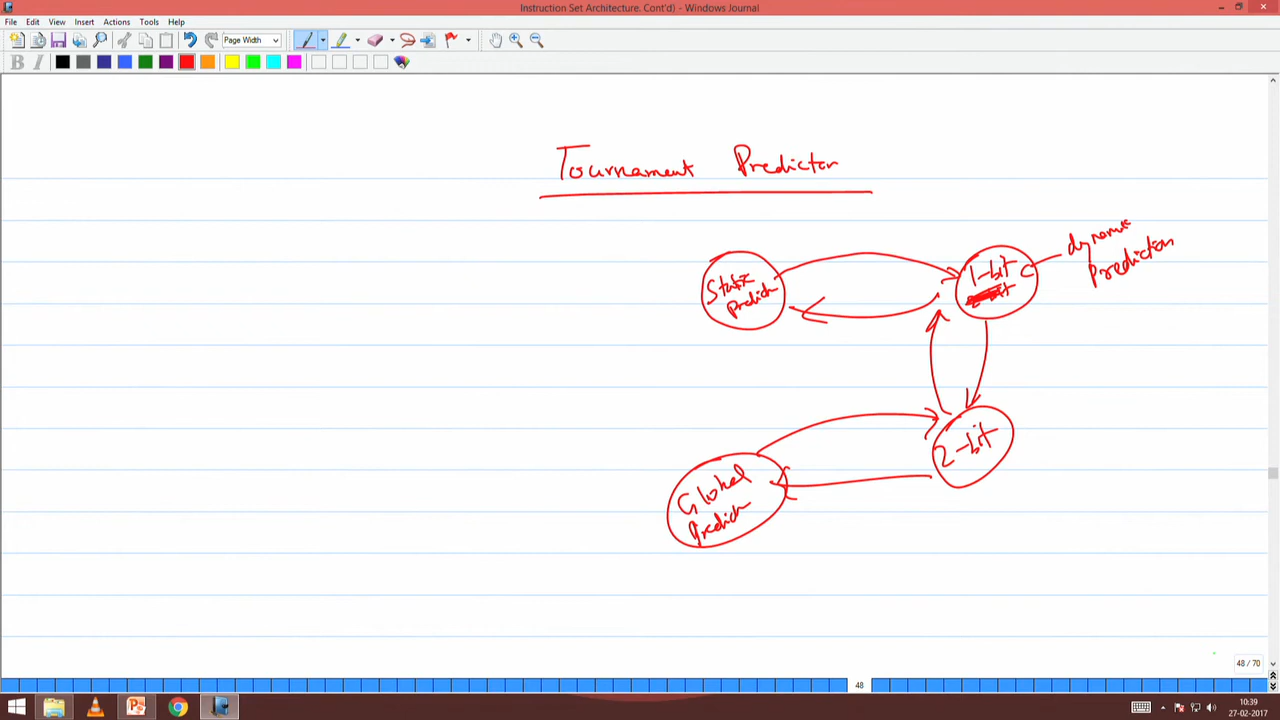 Instruction Set Architecture. Cont'd) - Windows Journal
File Edit View Insert Actions Tools Help
Page Width
B I
Tournament Predictor
Static
Predictor
1-bit
dynamic
Prediction
2-bit
Global
Predictor
48 / 70
48
10:39
27-02-2017